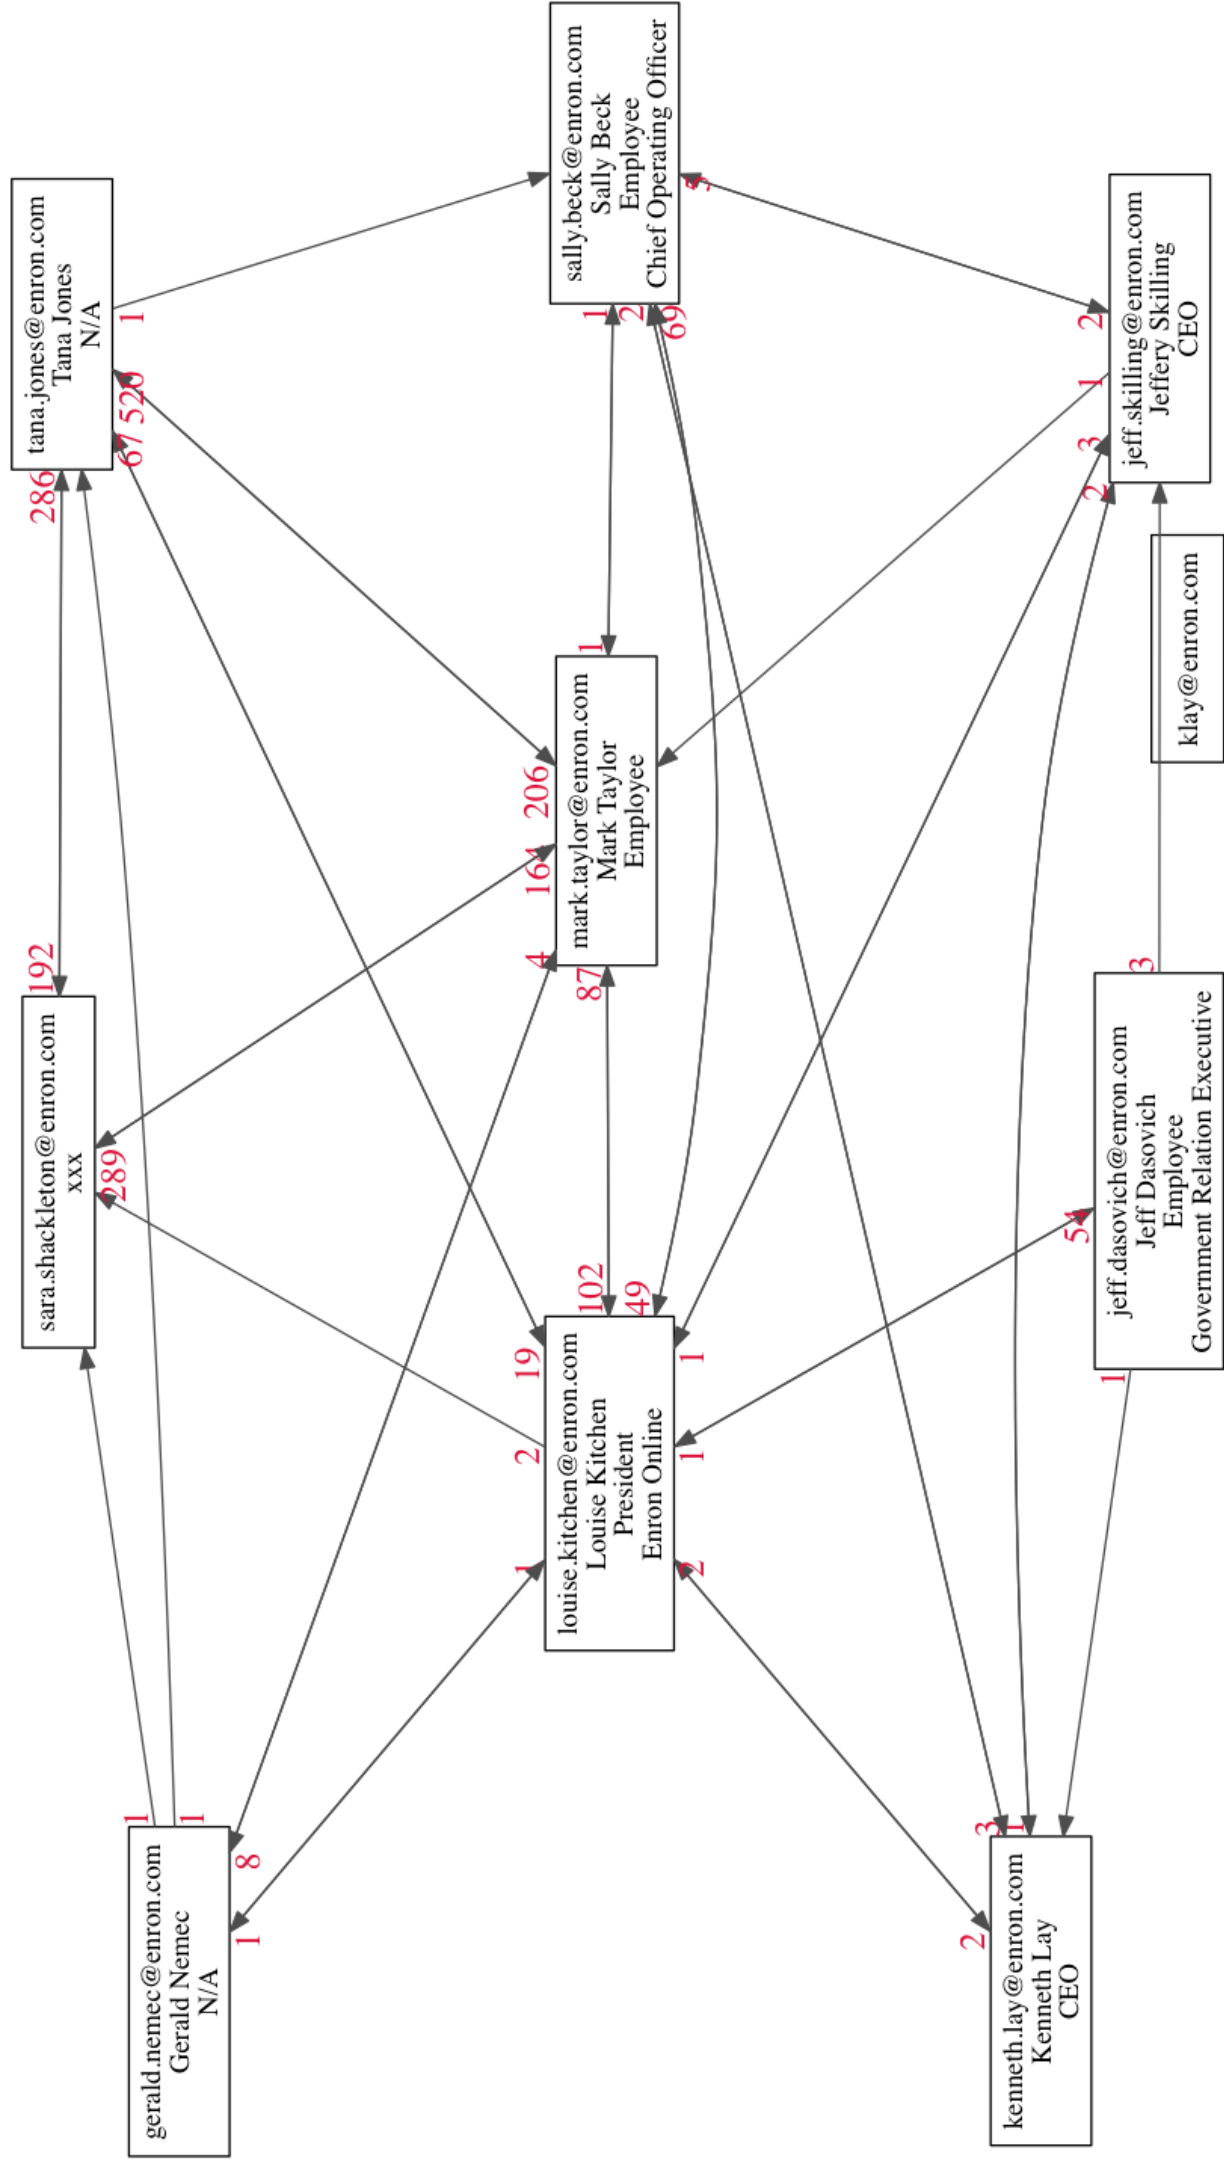 gerald.nemec@enron.com
Gerald Nemec
N/A
1
1
8
1
sara.shackleton@enron.com
xxx
192
289
tana.jones@enron.com
Tana Jones
N/A
286
67
520
1
louise.kitchen@enron.com
Louise Kitchen
President
Enron Online
1
2
19
102
49
1
1
2
mark.taylor@enron.com
Mark Taylor
Employee
4
164
206
87
1
sally.beck@enron.com
Sally Beck
Employee
Chief Operating Officer
1
2
69
5
kenneth.lay@enron.com
Kenneth Lay
CEO
2
3
1
jeff.dasovich@enron.com
Jeff Dasovich
Employee
Government Relation Executive
1
54
3
klay@enron.com
jeff.skilling@enron.com
Jeffery Skilling
CEO
2
3
1
2